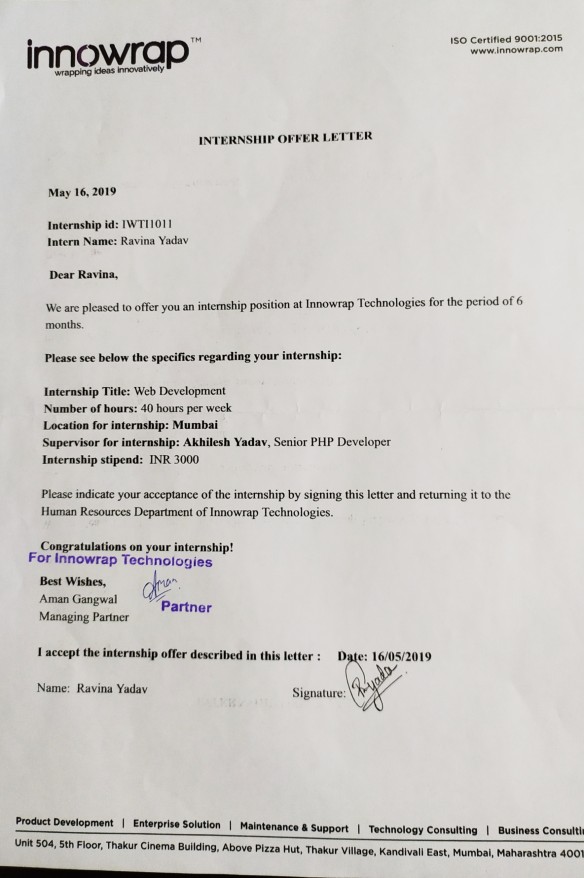 innowrap™
wrapping ideas innovatively
ISO Certified 9001:2015
www.innowrap.com
INTERNSHIP OFFER LETTER
May 16, 2019
Internship id: IWTI1011
Intern Name: Ravina Yadav
Dear Ravina,
We are pleased to offer you an internship position at Innowrap Technologies for the period of 6
months.
Please see below the specifics regarding your internship:
Internship Title: Web Development
Number of hours: 40 hours per week
Location for internship: Mumbai
Supervisor for internship: Akhilesh Yadav, Senior PHP Developer
Internship stipend: INR 3000
Please indicate your acceptance of the internship by signing this letter and returning it to the
Human Resources Department of Innowrap Technologies.
Congratulations on your internship!
For Innowrap Technologies
Best Wishes,
Aman
Aman Gangwal
Partner
Managing Partner
I accept the internship offer described in this letter : Date: 16/05/2019
Name: Ravina Yadav
Signature: Ryadav
Product Development | Enterprise Solution | Maintenance & Support | Technology Consulting | Business Consulti
Unit 504, 5th Floor, Thakur Cinema Building, Above Pizza Hut, Thakur Village, Kandivali East, Mumbai, Maharashtra 4001